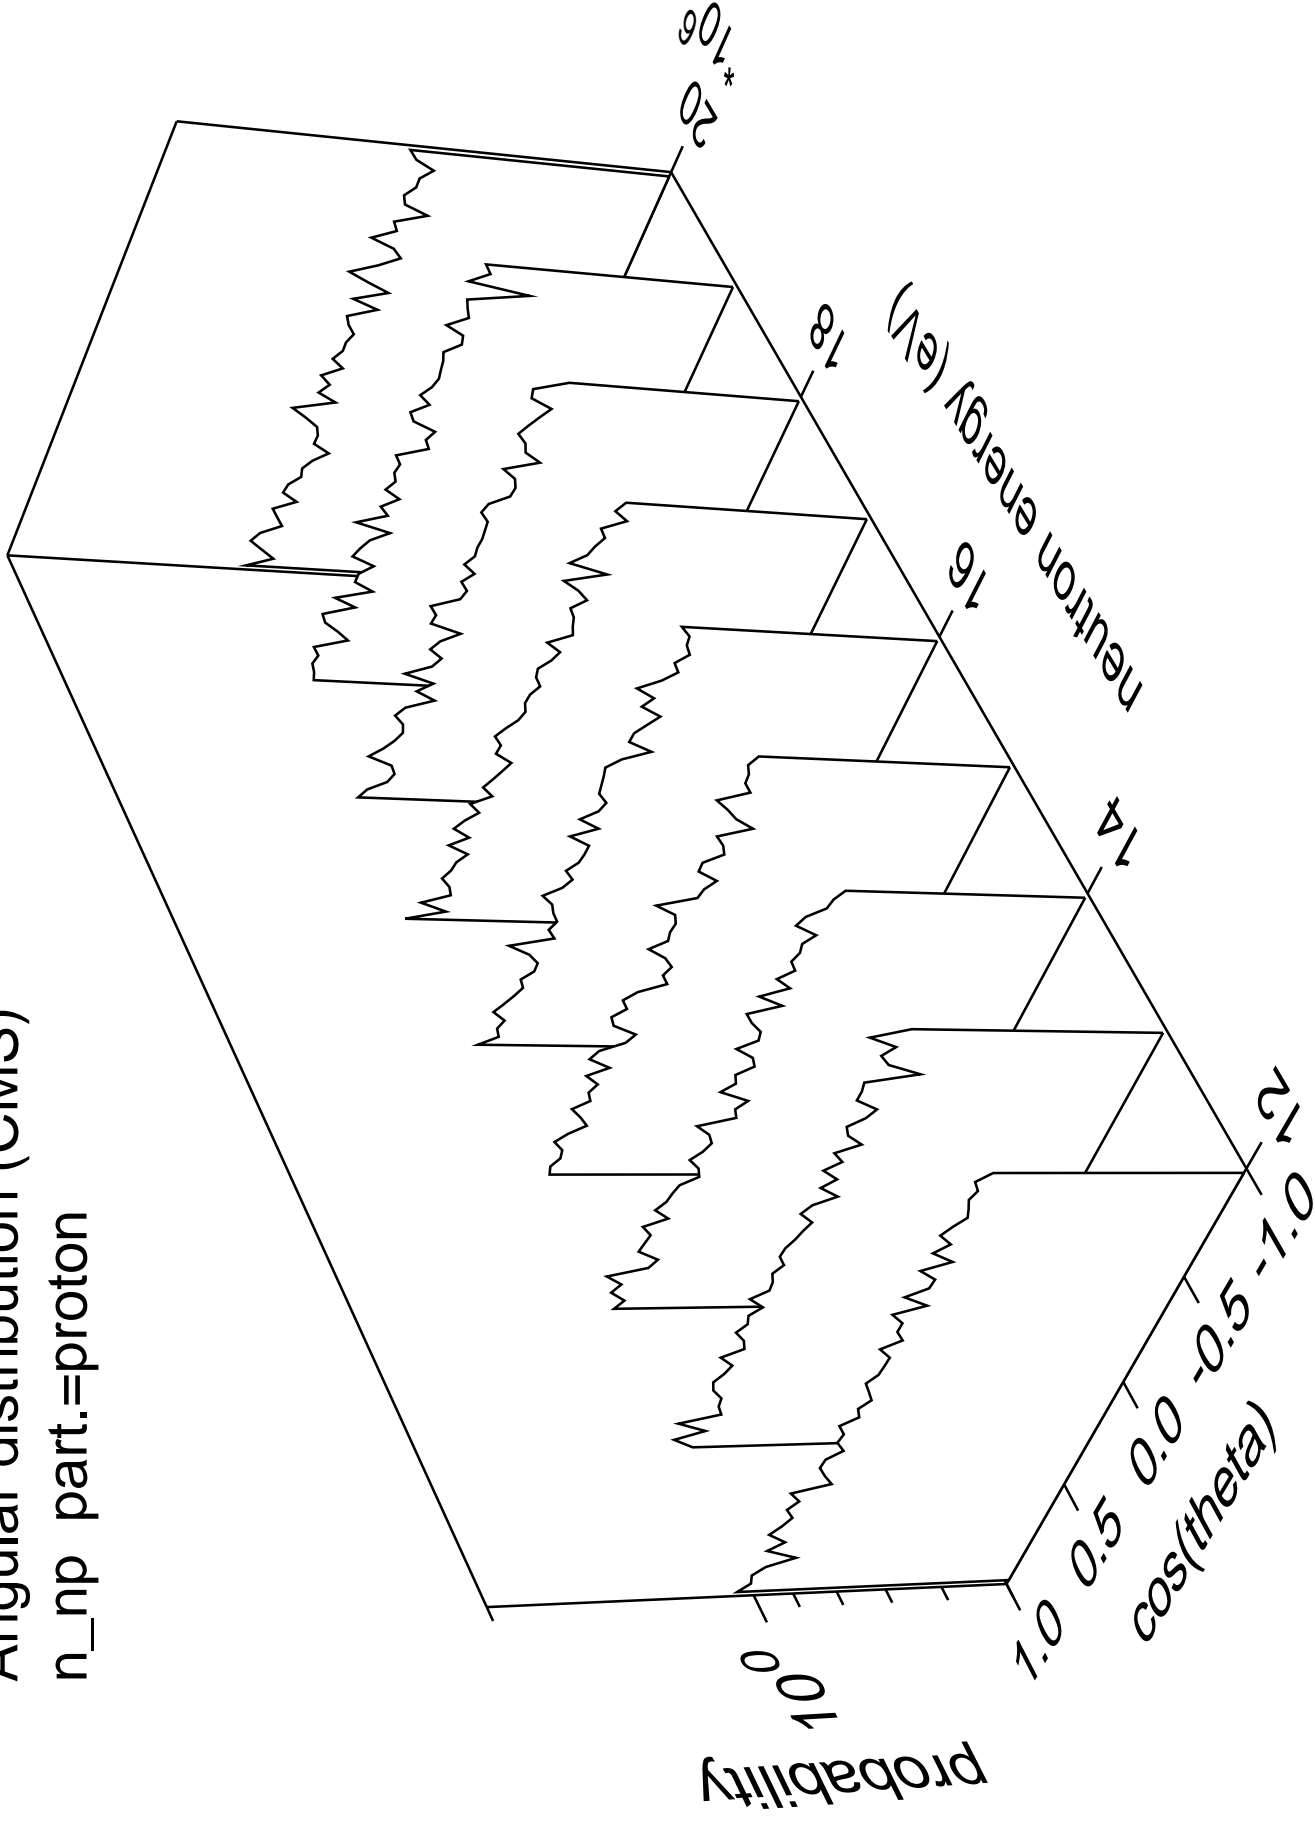 Angular distribution (CMS)
n_np part.=proton
probability
10^0
1.0
0.5
0.0
-0.5
-1.0
cos(theta)
12
14
16
18
20
*10^6
neutron energy (eV)